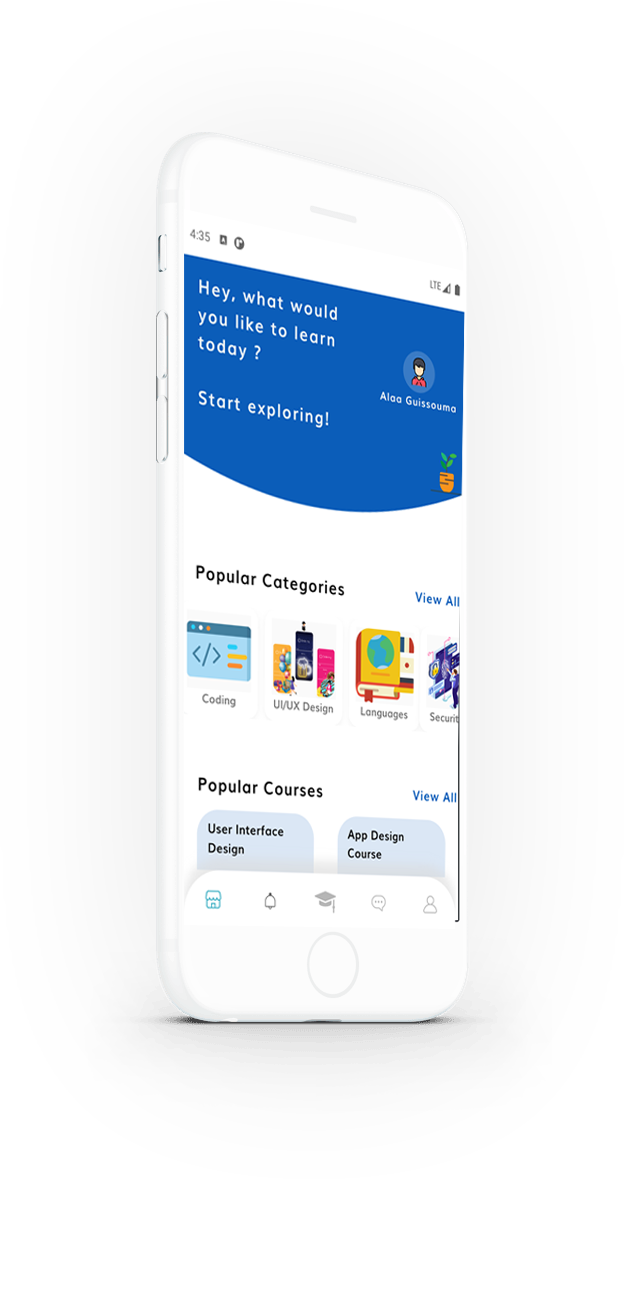 4:35
LTE
Hey, what would
you like to learn
today ?
Alaa Guissouma
Start exploring!
Popular Categories
View All
Coding
UI/UX Design
Languages
Securit
Popular Courses
View All
User Interface
Design
App Design
Course